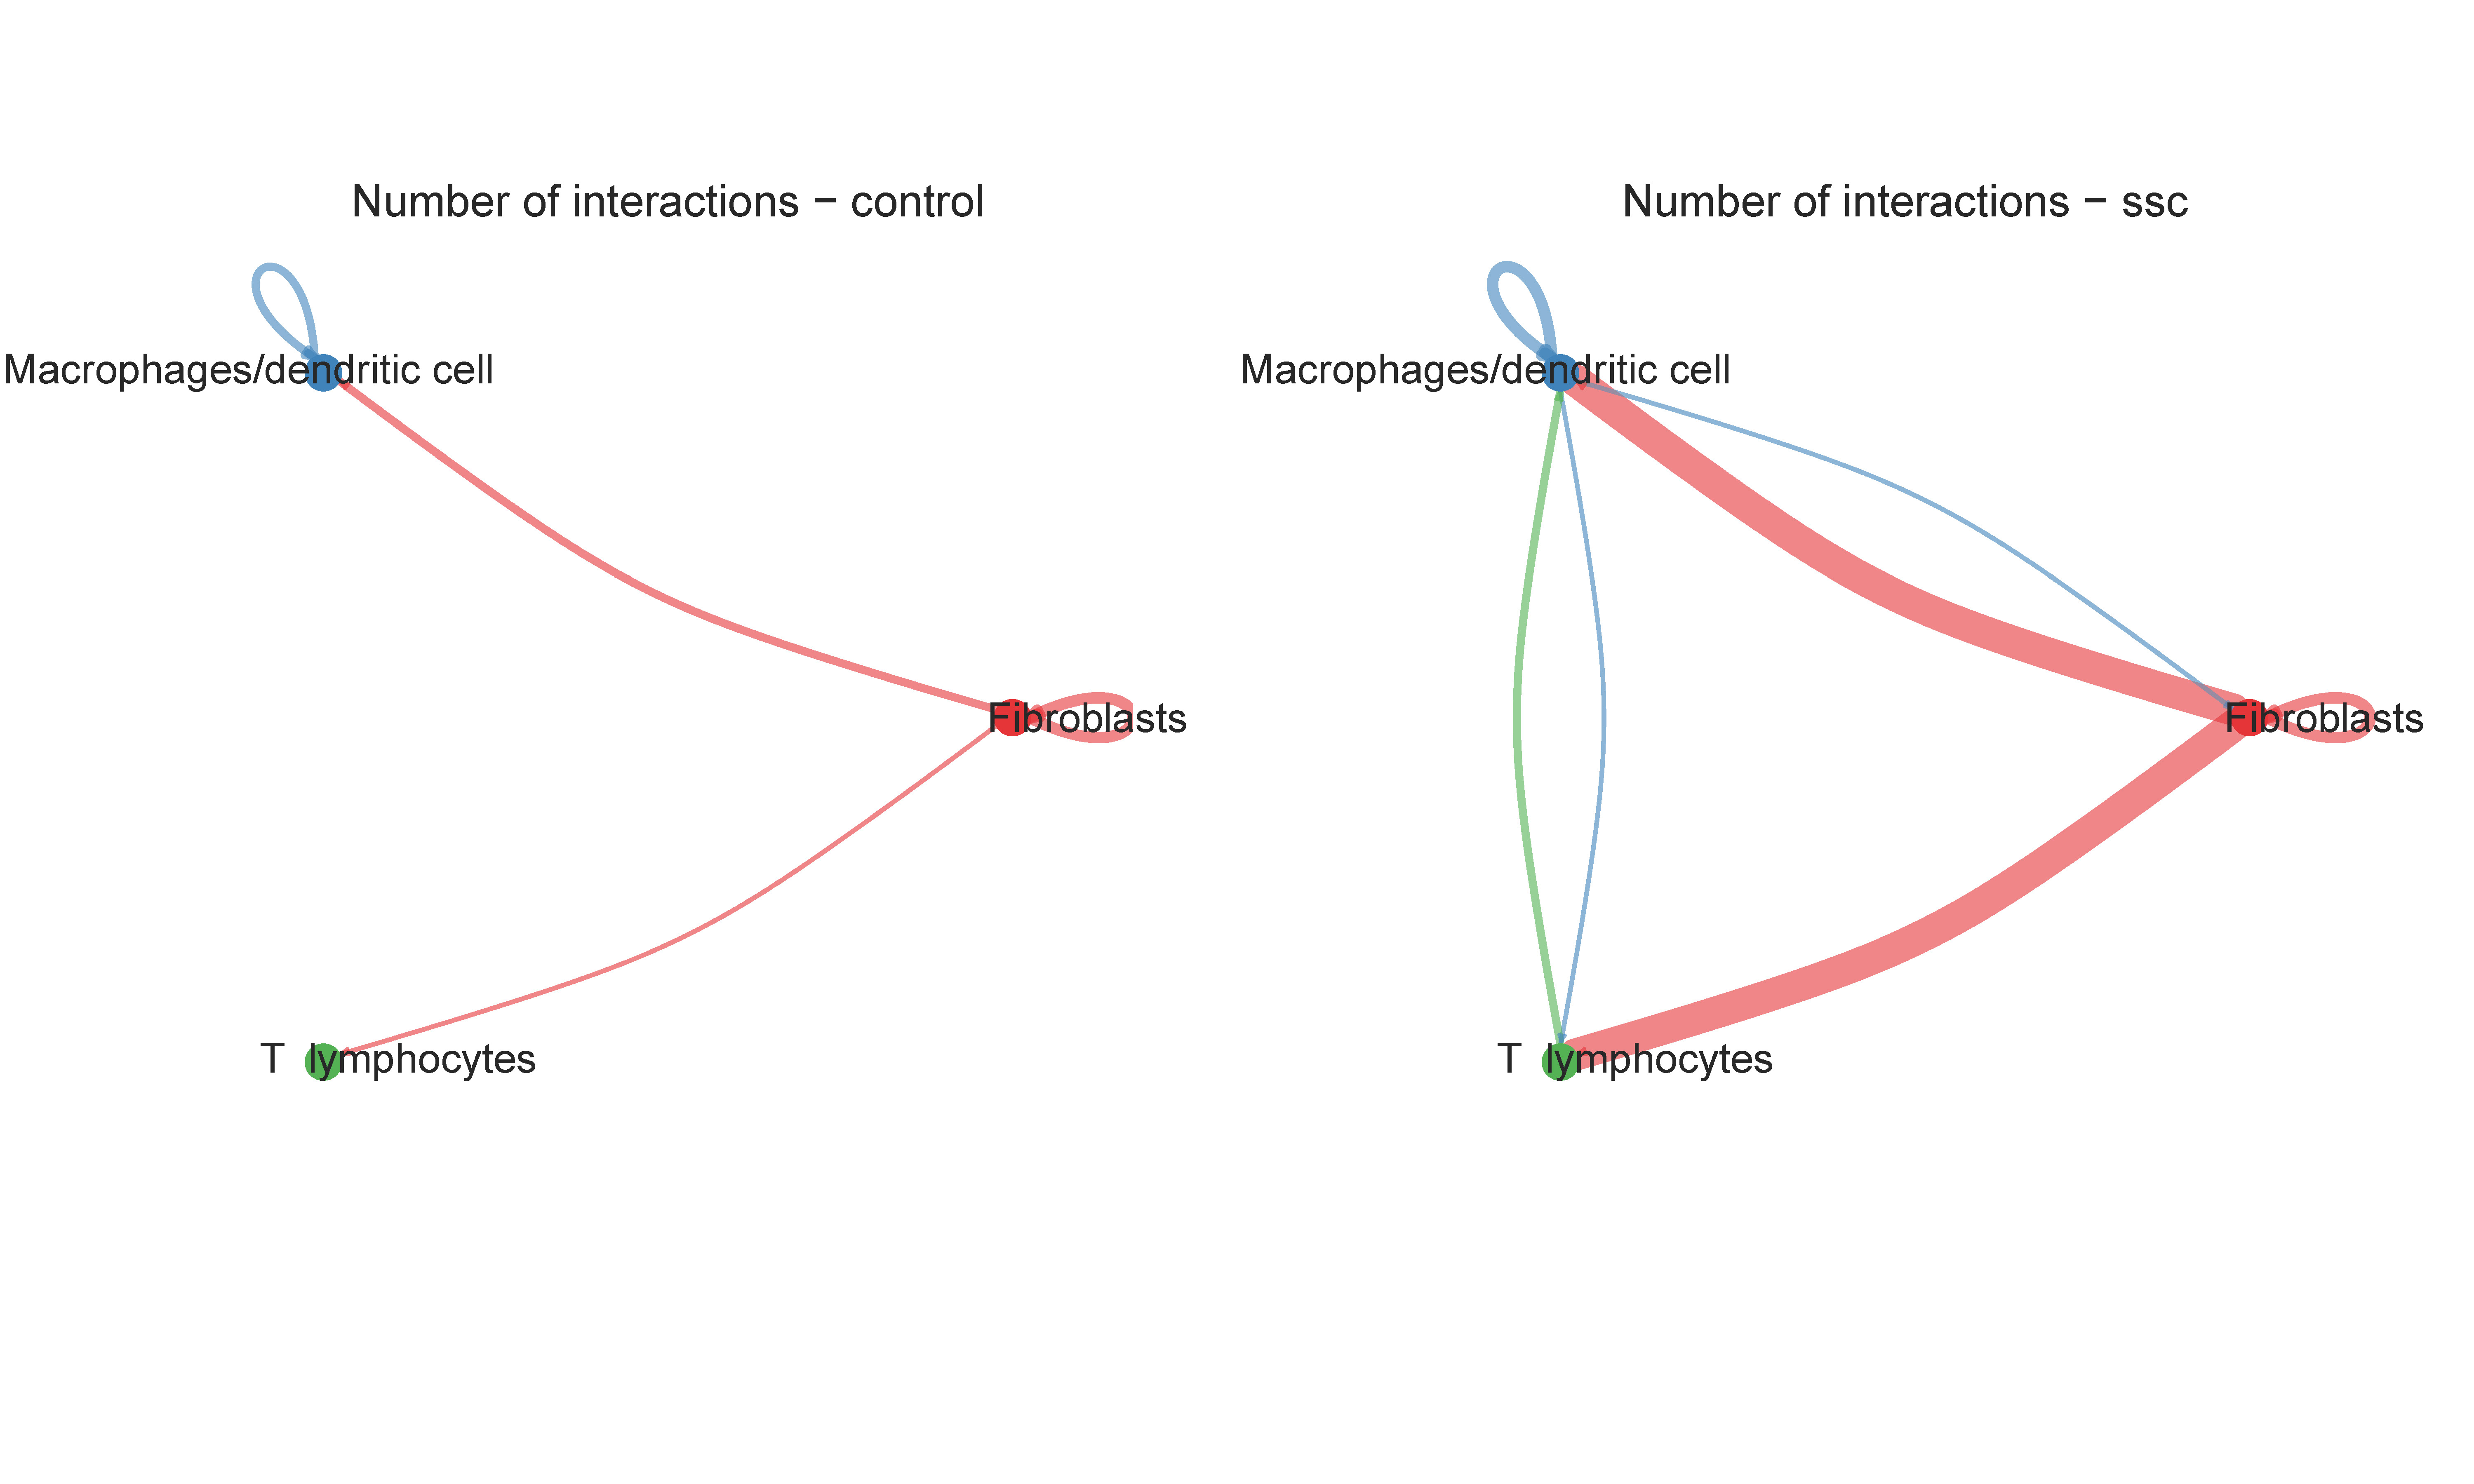 Number of interactions − control
Macrophages/dendritic cell
Fibroblasts
T lymphocytes
Number of interactions − ssc
Macrophages/dendritic cell
Fibroblasts
T lymphocytes